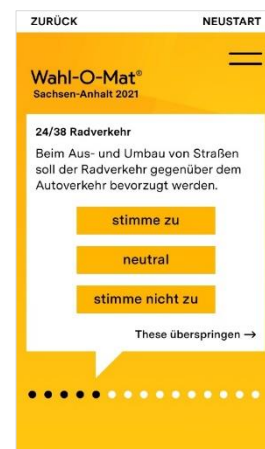 ZURÜCK NEUSTART
Wahl-O-Mat®
Sachsen-Anhalt 2021
24/38 Radverkehr
Beim Aus- und Umbau von Straßen
soll der Radverkehr gegenüber dem
Autoverkehr bevorzugt werden.
stimme zu
neutral
stimme nicht zu
These überspringen →